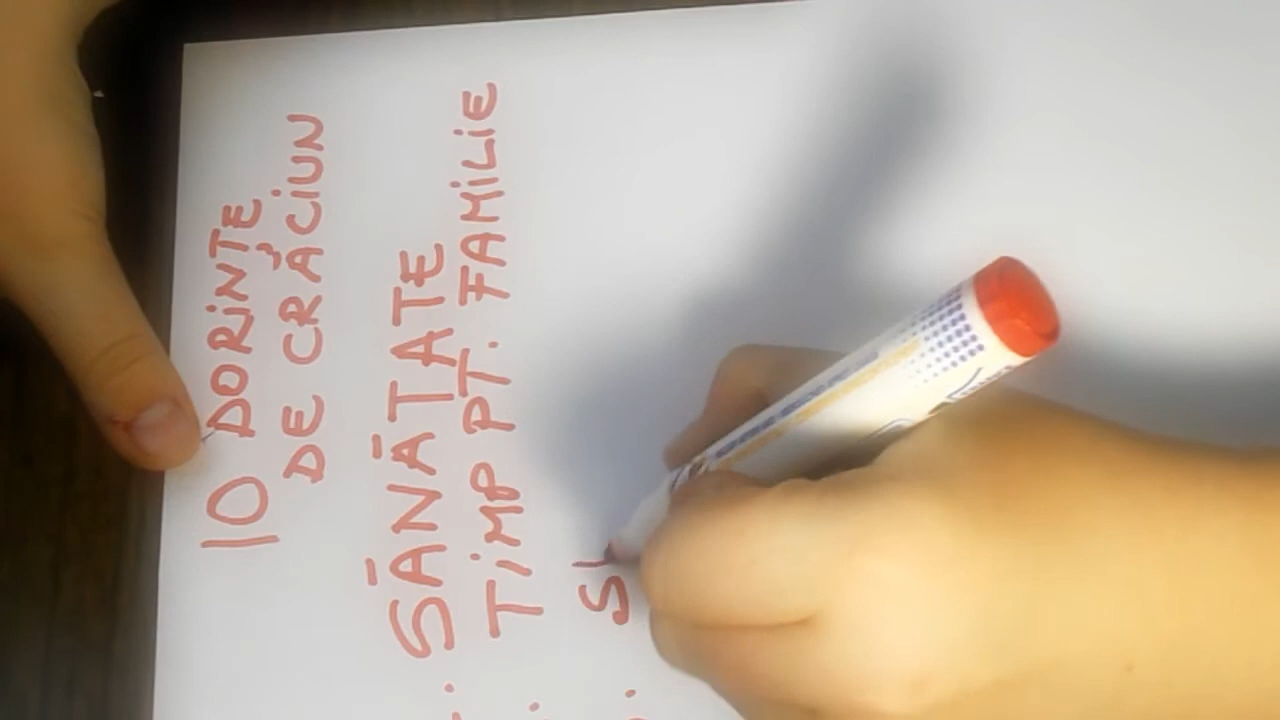 10 DORINȚE
DE CRĂCIUN
. SĂNĂTATE
. TiMP PT. FAMiLiE
. S